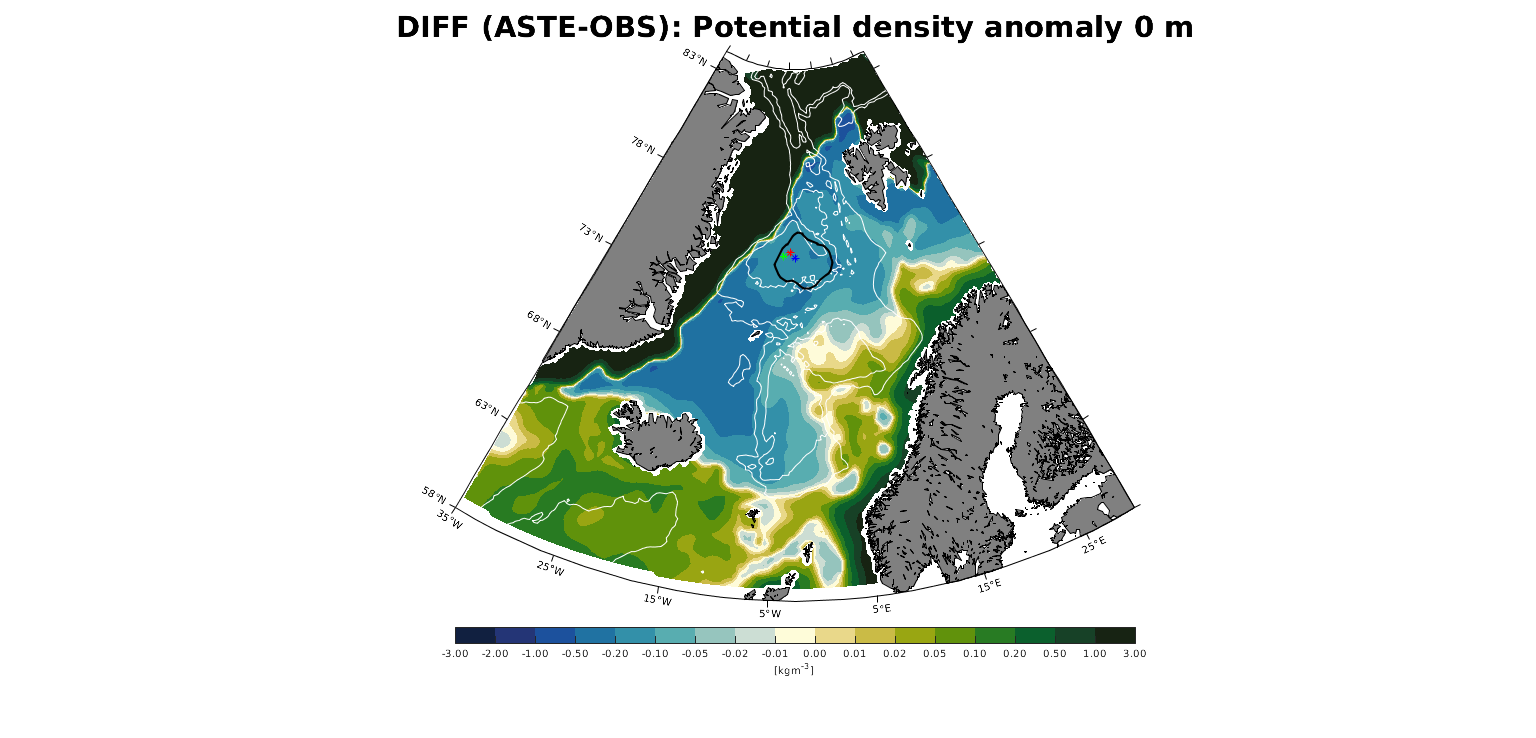 DIFF (ASTE-OBS): Potential density anomaly 0 m
83°N
78°N
73°N
68°N
63°N
58°N
35°W
25°W
15°W
5°W
5°E
15°E
25°E
-3.00 -2.00 -1.00 -0.50 -0.20 -0.10 -0.05 -0.02 -0.01 0.00 0.01 0.02 0.05 0.10 0.20 0.50 1.00 3.00
[kgm-3]